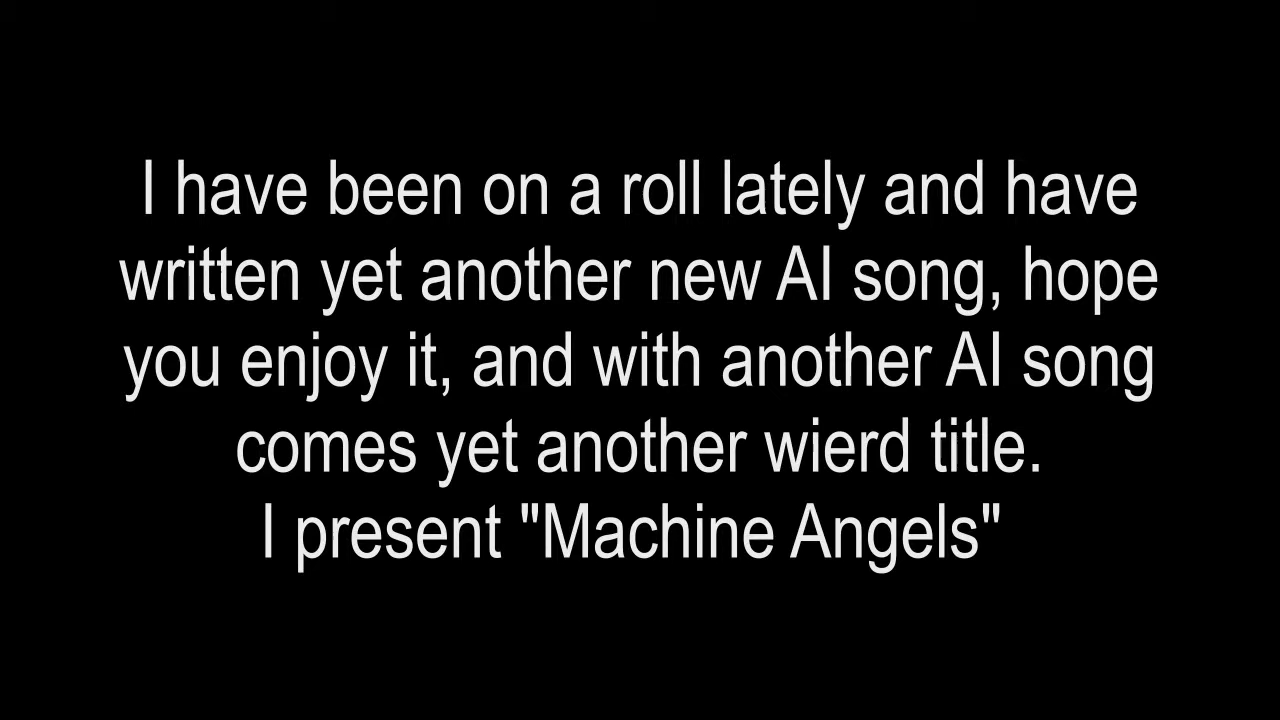 I have been on a roll lately and have
written yet another new AI song, hope
you enjoy it, and with another AI song
comes yet another wierd title.
I present "Machine Angels"